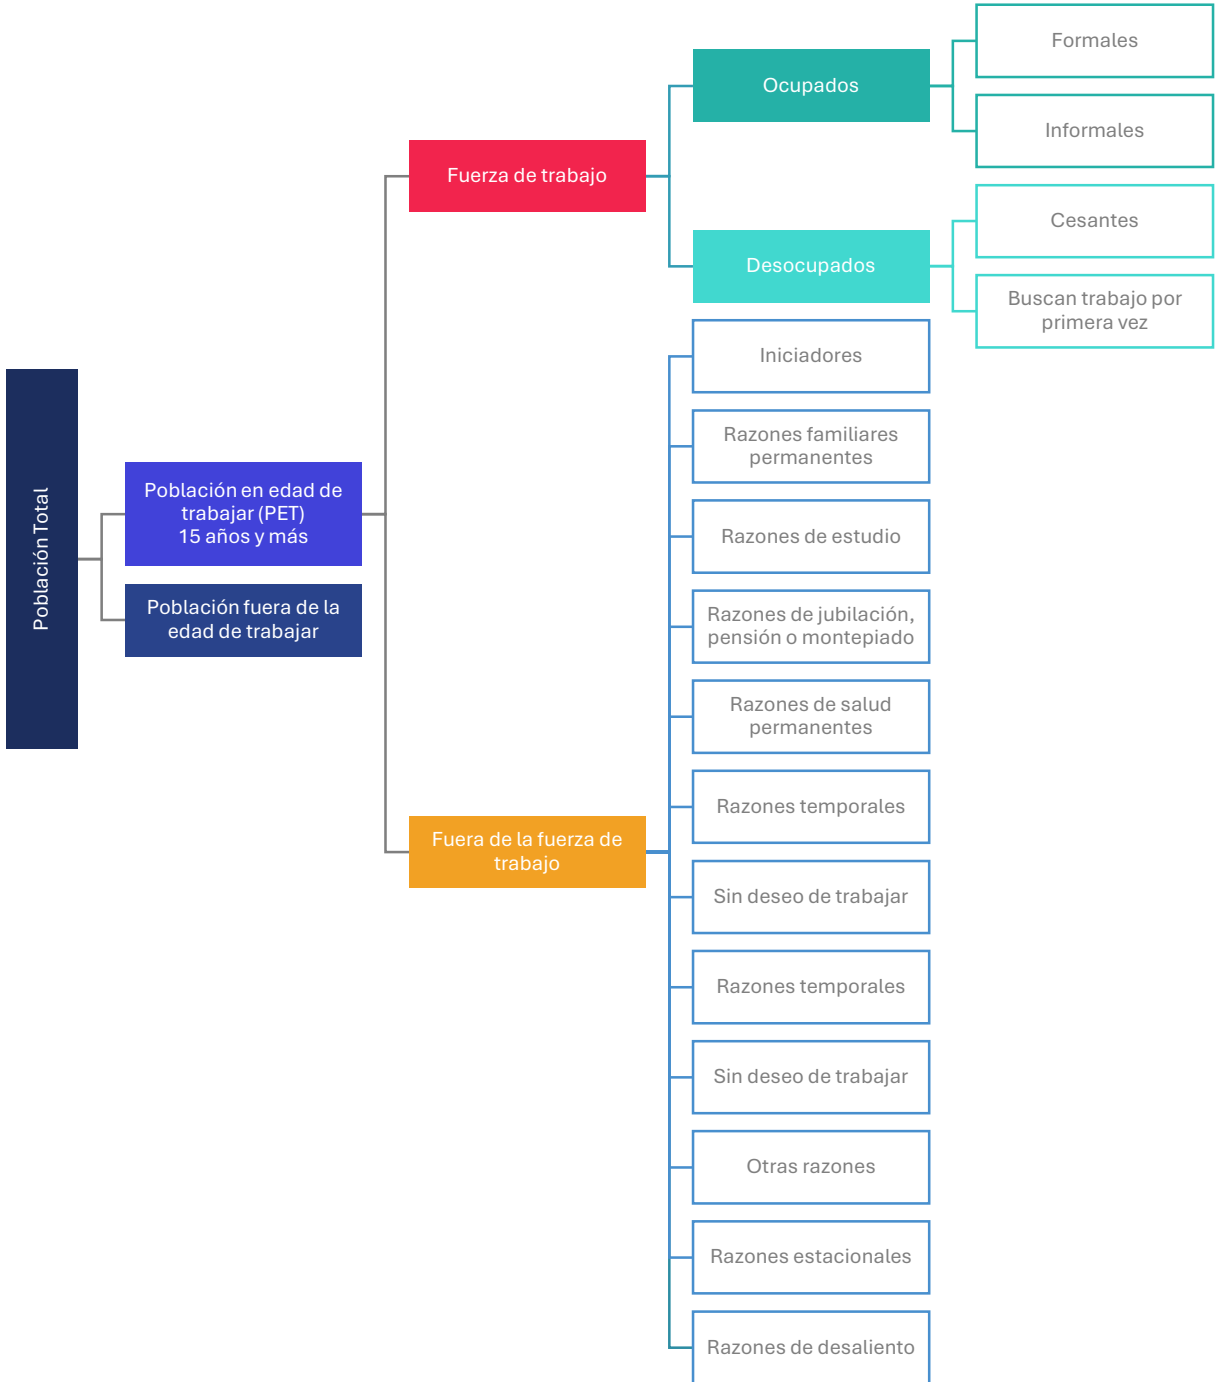 Población Total
Población en edad de
trabajar (PET)
15 años y más
Población fuera de la
edad de trabajar
Fuerza de trabajo
Ocupados
Formales
Informales
Desocupados
Cesantes
Buscan trabajo por
primera vez
Fuera de la fuerza de
trabajo
Iniciadores
Razones familiares
permanentes
Razones de estudio
Razones de jubilación,
pensión o montepiado
Razones de salud
permanentes
Razones temporales
Sin deseo de trabajar
Razones temporales
Sin deseo de trabajar
Otras razones
Razones estacionales
Razones de desaliento